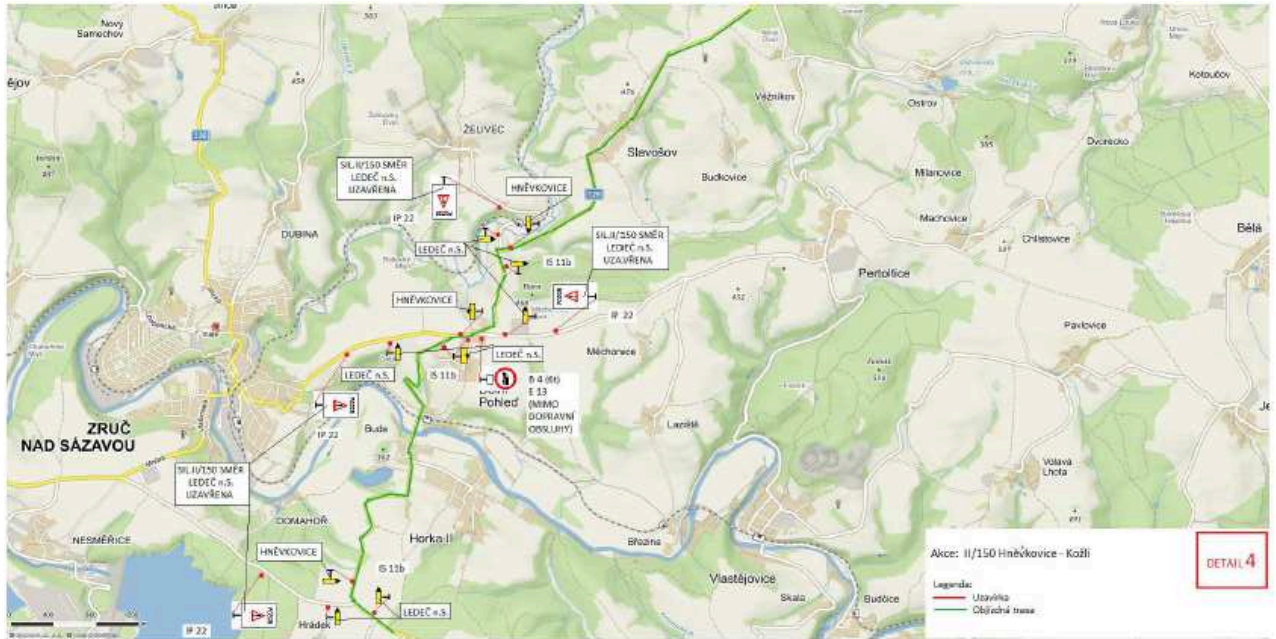 Nový
Samechov
ějov
ŽELIVEC
Slavošov
Budkovice
Věžníkov
Ostrov
Kotoučov
Dvorecko
Milanovice
Machovice
Chlístovice
Bělá
SIL.II/150 SMĚR
LEDEČ n.S.
UZAVŘENA
HNĚVKOVICE
IP 22
DUBINA
LEDEČ n.S.
IS 11b
SIL.II/150 SMĚR
LEDEČ n.S.
UZAVŘENA
Pertoltice
HNĚVKOVICE
IP 22
Pavlovice
Měchonice
LEDEČ n.S.
LEDEČ n.S.
IS 11b
B 4 (6t)
E 13
(MIMO
DOPRAVNÍ
OBSLUHY)
Pohled
ZRUČ
NAD SÁZAVOU
IP 22
Buda
Laziště
SIL.II/150 SMĚR
LEDEČ n.S.
UZAVŘENA
Volavá
Lhota
DOMAHOŘ
NESMĚŘICE
Horka II
Březina
HNĚVKOVICE
IS 11b
Vlastějovice
Skala
Budčice
LEDEČ n.S.
Hrádek
IP 22
Akce: II/150 Hněvkovice - Kožlí
DETAIL 4
Legenda:
Uzavírka
Objízdná trasa